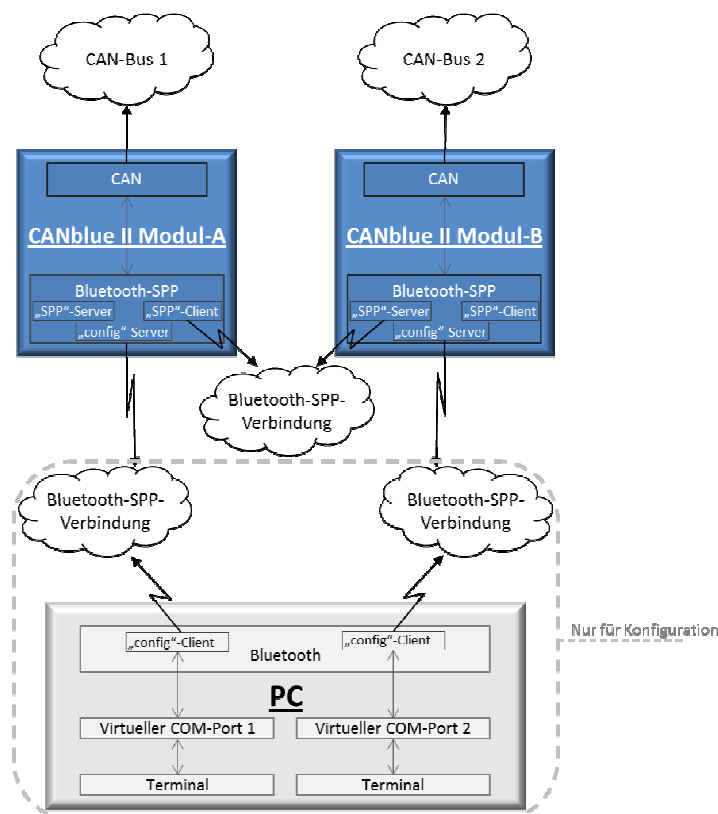 CAN-Bus 1
CAN-Bus 2
CAN
CAN
CANblue II Modul-A
CANblue II Modul-B
Bluetooth-SPP
„SPP“-Server
„SPP“-Client
„config“ Server
Bluetooth-SPP
„SPP“-Server
„SPP“-Client
„config“ Server
Bluetooth-SPP-
Verbindung
Bluetooth-SPP-
Verbindung
Bluetooth-SPP-
Verbindung
Nur für Konfiguration
„config“-Client
„config“-Client
Bluetooth
PC
Virtueller COM-Port 1
Virtueller COM-Port 2
Terminal
Terminal